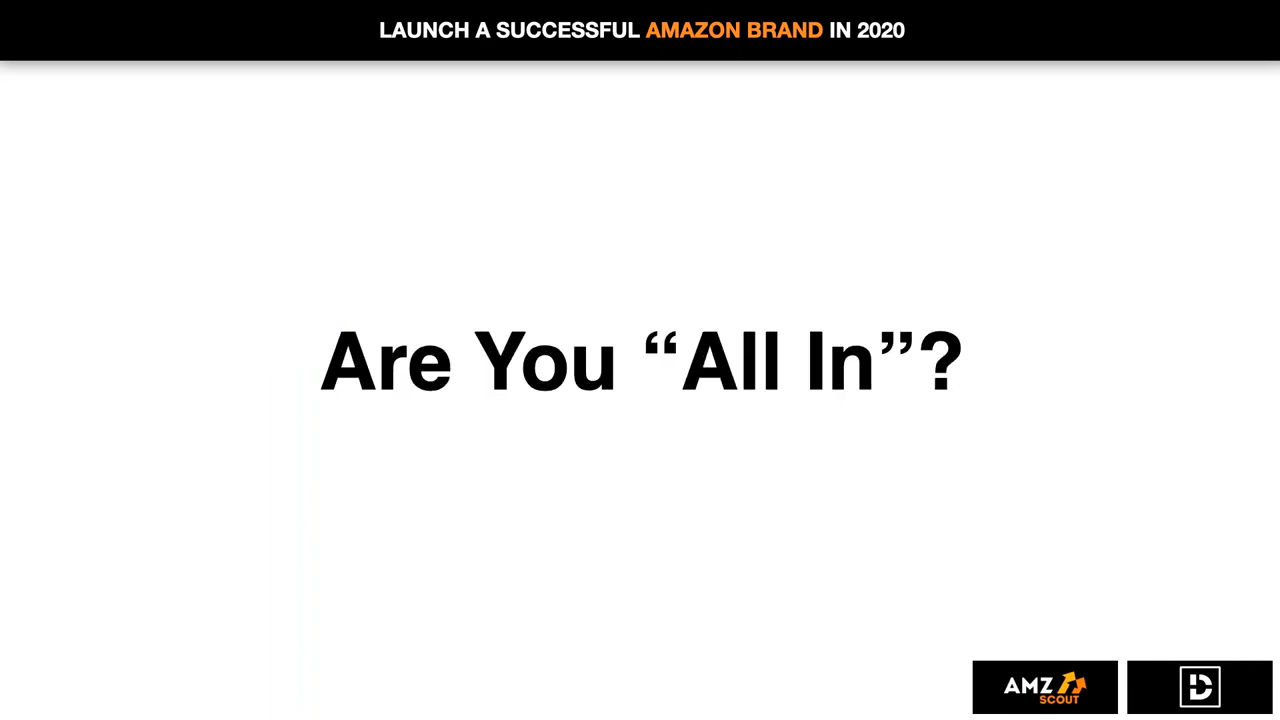 LAUNCH A SUCCESSFUL AMAZON BRAND IN 2020
Are You “All In”?
AMZ
SCOUT